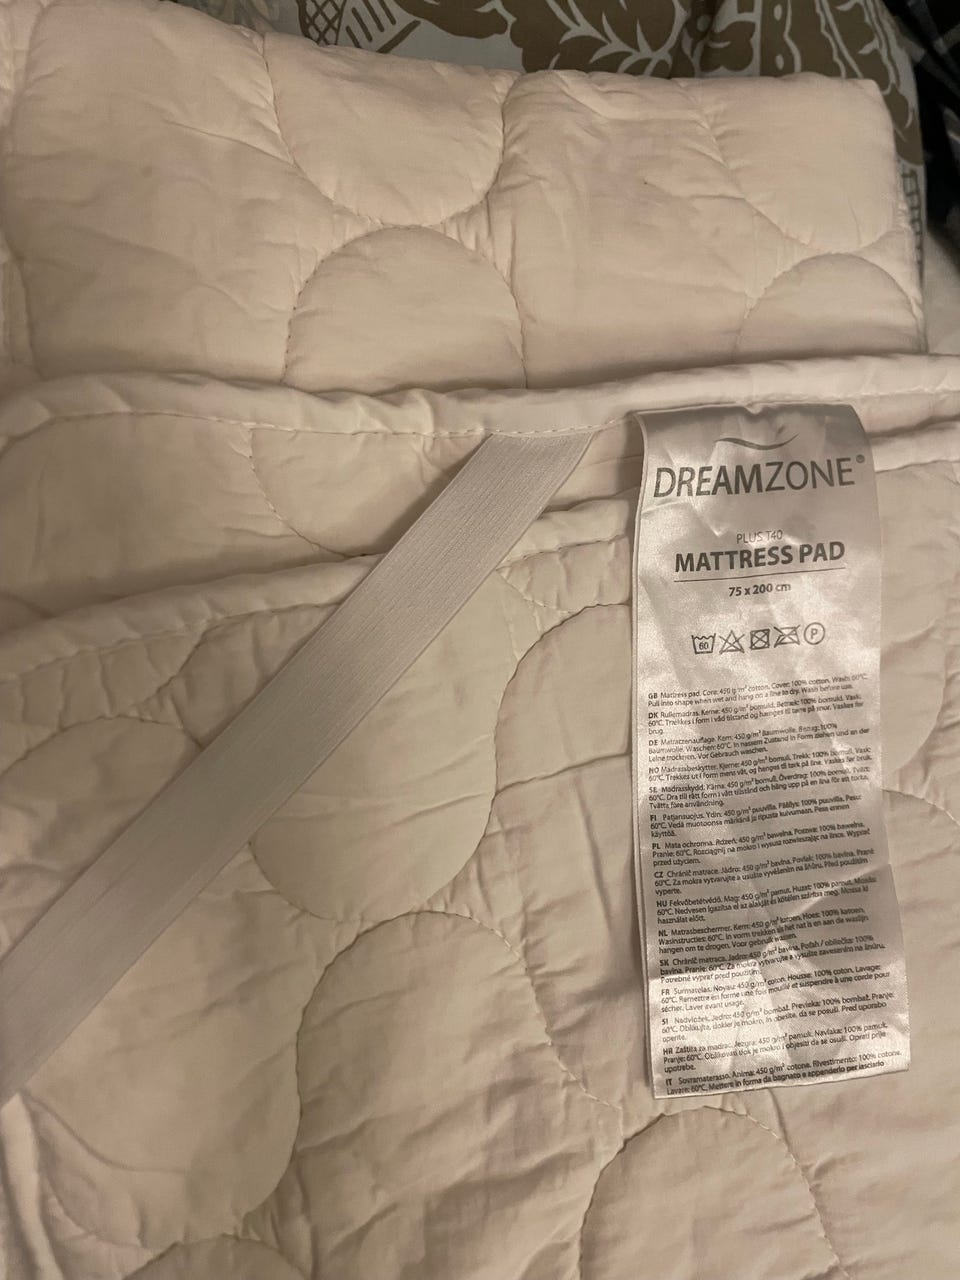 DREAMZONE®
PLUS T40
MATTRESS PAD
75 x 200 cm
60 P
GB Mattress pad. Core: 450 g/m² cotton. Cover: 100% cotton. Wash: 60°C.
Pull into shape when wet and hang on a line to dry. Wash before use.
DK Rullemadras. Kerne: 450 g/m² bomuld. Betræk: 100% bomuld. Vask:
60°C. Trækkes i form i våd tilstand og hænges til tørre på snor. Vaskes før
brug.
DE Matratzenauflage. Kern: 450 g/m² Baumwolle. Bezug: 100%
Baumwolle. Waschen: 60°C. In nassem Zustand in Form ziehen und an der
Leine trocknen. Vor Gebrauch waschen.
NO Madrassbeskytter. Kjerne: 450 g/m² bomull. Trekk: 100% bomull. Vask:
60°C. Trekkes ut i form mens våt, og henges til tørk på line. Vaskes før bruk.
SE Madrasskydd. Kärna: 450 g/m² bomull. Överdrag: 100% bomull. Tvätt:
60°C. Dra till rätt form i vått tillstånd och häng upp på en lina för att torka.
Tvätta före användning.
FI Patjansuojus. Ydin: 450 g/m² puuvilla. Päällys: 100% puuvilla. Pesu:
60°C. Vedä muotoonsa märkänä ja ripusta kuivumaan. Pese ennen
käyttöä.
PL Mata ochronna. Rdzeń: 450 g/m² bawełna. Poszwa: 100% bawełna.
Pranie: 60°C. Rozciągnij na mokro i wysusz rozwieszając na lince. Wyprać
przed użyciem.
CZ Chránič matrace. Jádro: 450 g/m² bavlna. Povlak: 100% bavlna. Praní:
60°C. Za mokra vytvarujte a usušte vyvěšením na šňůru. Před použitím
vyperte.
HU Fekvőbetétvédő. Mag: 450 g/m² pamut. Huzat: 100% pamut. Mosás:
60°C. Nedvesen igazítsa el az alakját és kötélen szárítsa meg. Mossa ki
használat előtt.
NL Matrasbeschermer. Kern: 450 g/m² katoen. Hoes: 100% katoen.
Wasinstructies: 60°C. In vorm trekken als het nat is en aan de waslijn
hangen om te drogen. Voor gebruik wassen.
SK Chránič matraca. Jadro: 450 g/m² bavlna. Poťah / obliečka: 100%
bavlna. Pranie: 60°C. Za mokra vytvarujte a vysušte zavesením na šnúru.
Potrebné vyprať pred použitím.
FR Surmatelas. Noyau: 450 g/m² coton. Housse: 100% coton. Lavage:
60°C. Remettre en forme une fois mouillé et suspendre à une corde pour
sécher. Laver avant usage.
SI Nadvložek. Jedro: 450 g/m² bombaž. Prevleka: 100% bombaž. Pranje:
60°C. Oblikujte, dokler je mokro, in obesite, da se posuši. Pred uporabo
operite.
HR Zaštita za madrac. Jezgra: 450 g/m² pamuk. Navlaka: 100% pamuk.
Pranje: 60°C. Oblikovati dok je mokro i objesiti da se osuši. Oprati prije
upotrebe.
IT Sovramaterasso. Anima: 450 g/m² cotone. Rivestimento: 100% cotone.
Lavare: 60°C. Mettere in forma da bagnato e appenderlo per lasciarlo